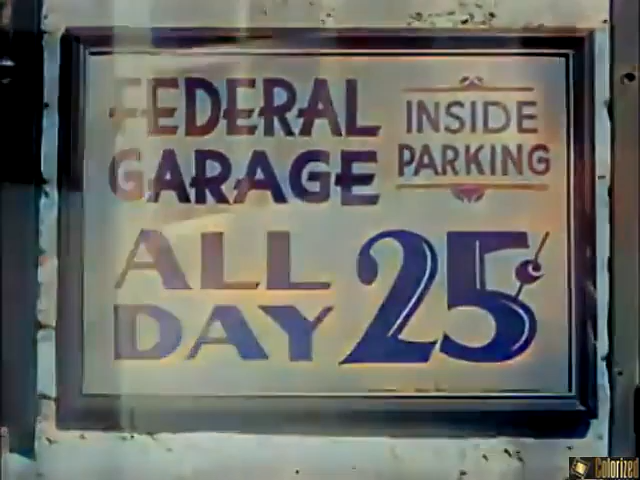 FEDERAL
GARAGE
INSIDE
PARKING
ALL
DAY
25¢
Colorized